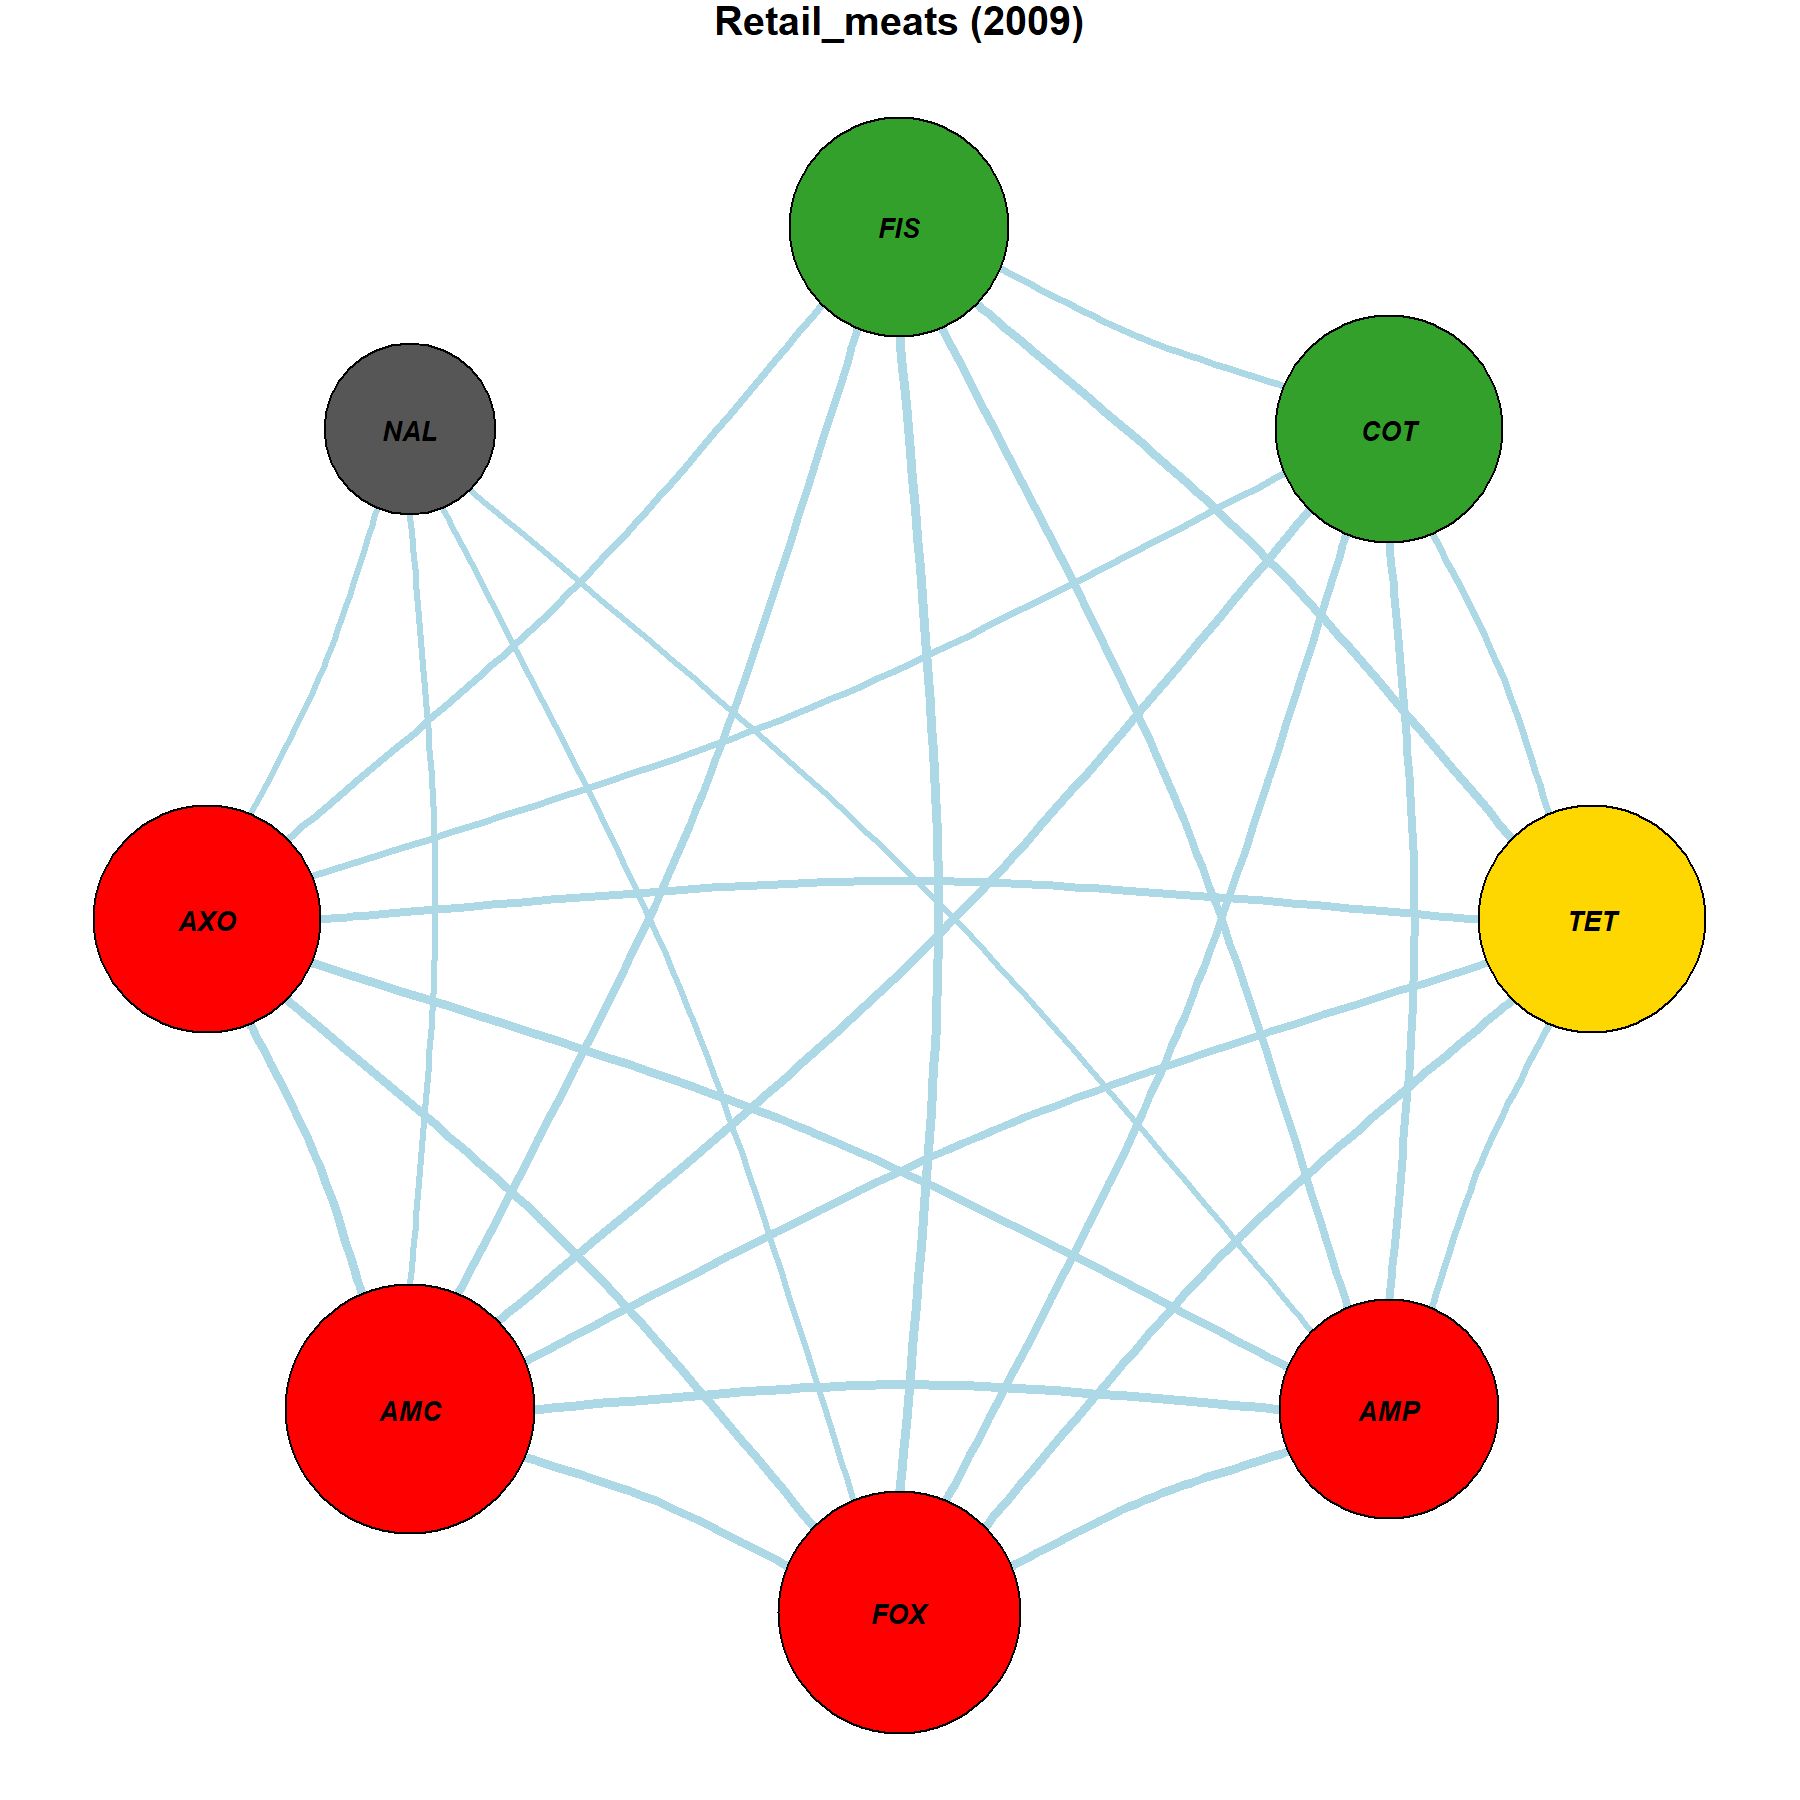 Retail_meats (2009)
FIS
NAL
COT
AXO
TET
AMC
AMP
FOX